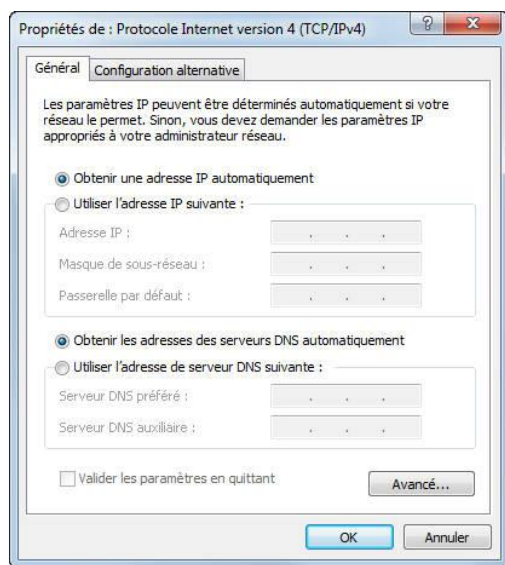 Propriétés de : Protocole Internet version 4 (TCP/IPv4)
Général
Configuration alternative
Les paramètres IP peuvent être déterminés automatiquement si votre
réseau le permet. Sinon, vous devez demander les paramètres IP
appropriés à votre administrateur réseau.
Obtenir une adresse IP automatiquement
Utiliser l'adresse IP suivante :
Adresse IP :
Masque de sous-réseau :
Passerelle par défaut :
Obtenir les adresses des serveurs DNS automatiquement
Utiliser l'adresse de serveur DNS suivante :
Serveur DNS préféré :
Serveur DNS auxiliaire :
Valider les paramètres en quittant
Avancé...
OK
Annuler